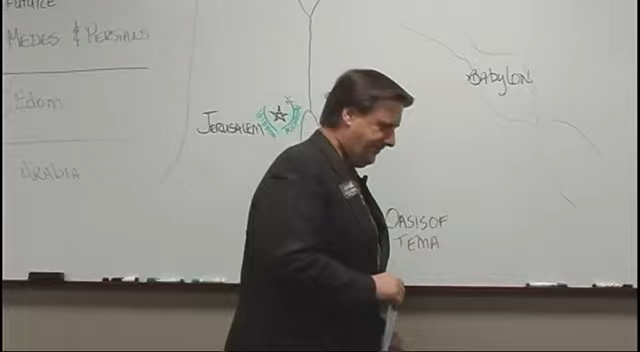 FUTURE
MEDES & PERSIANS
Edom
ARABIA
JERUSALEM
*BAbylON
OASIS OF
TEMA